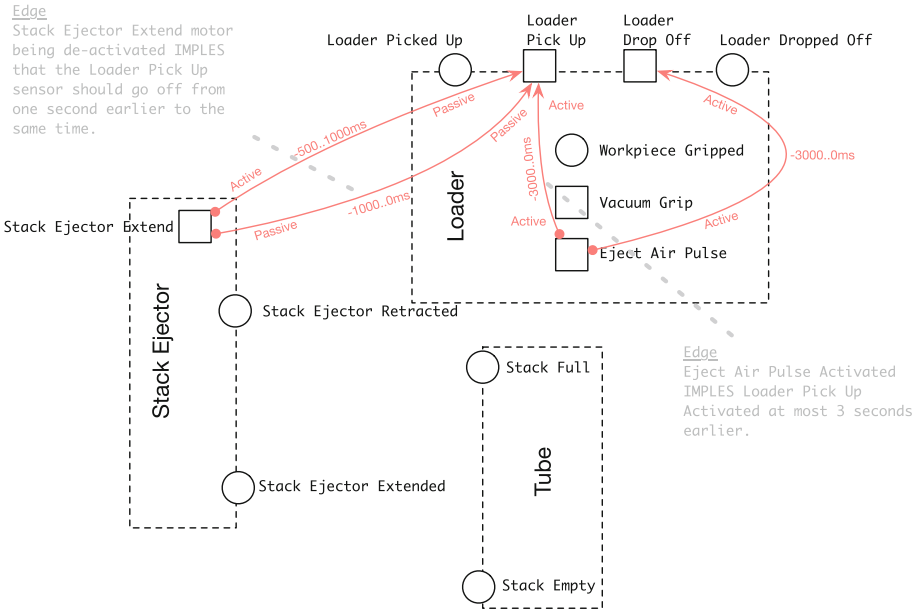 Edge
Stack Ejector Extend motor
being de-activated IMPLES
that the Loader Pick Up
sensor should go off from
one second earlier to the
same time.
Loader Picked Up
Loader
Pick Up
Loader
Drop Off
Loader Dropped Off
Passive
Passive
Active
Active
-500..1000ms
-3000..0ms
-3000..0ms
Workpiece Gripped
Active
-1000..0ms
Vacuum Grip
Loader
Stack Ejector Extend
Passive
Active
Active
Eject Air Pulse
Stack Ejector Retracted
Stack Ejector
Edge
Eject Air Pulse Activated
IMPLES Loader Pick Up
Activated at most 3 seconds
earlier.
Stack Full
Tube
Stack Ejector Extended
Stack Empty